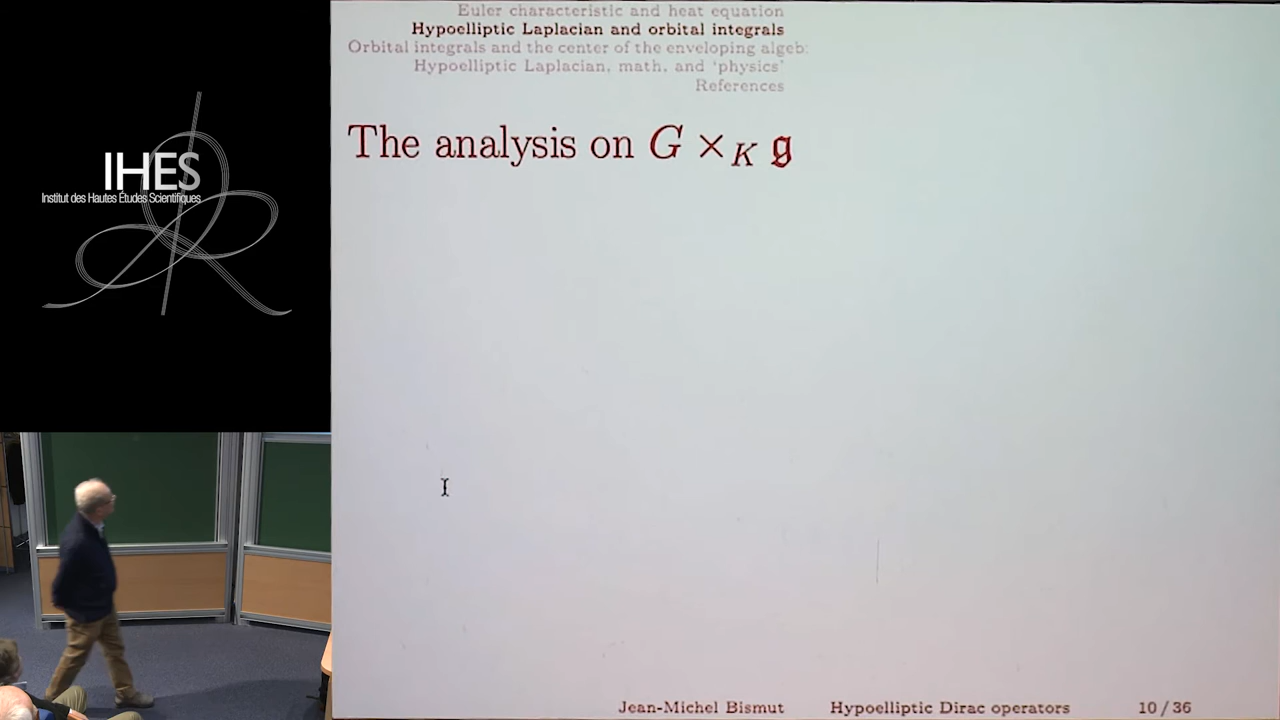 IHES
Institut des Hautes Études Scientifiques
Euler characteristic and heat equation
Hypoelliptic Laplacian and orbital integrals
Orbital integrals and the center of the enveloping algeb
Hypoelliptic Laplacian, math, and ‘physics’
References
The analysis on G ×_K 𝔤
Jean-Michel Bismut Hypoelliptic Dirac operators 10 / 36